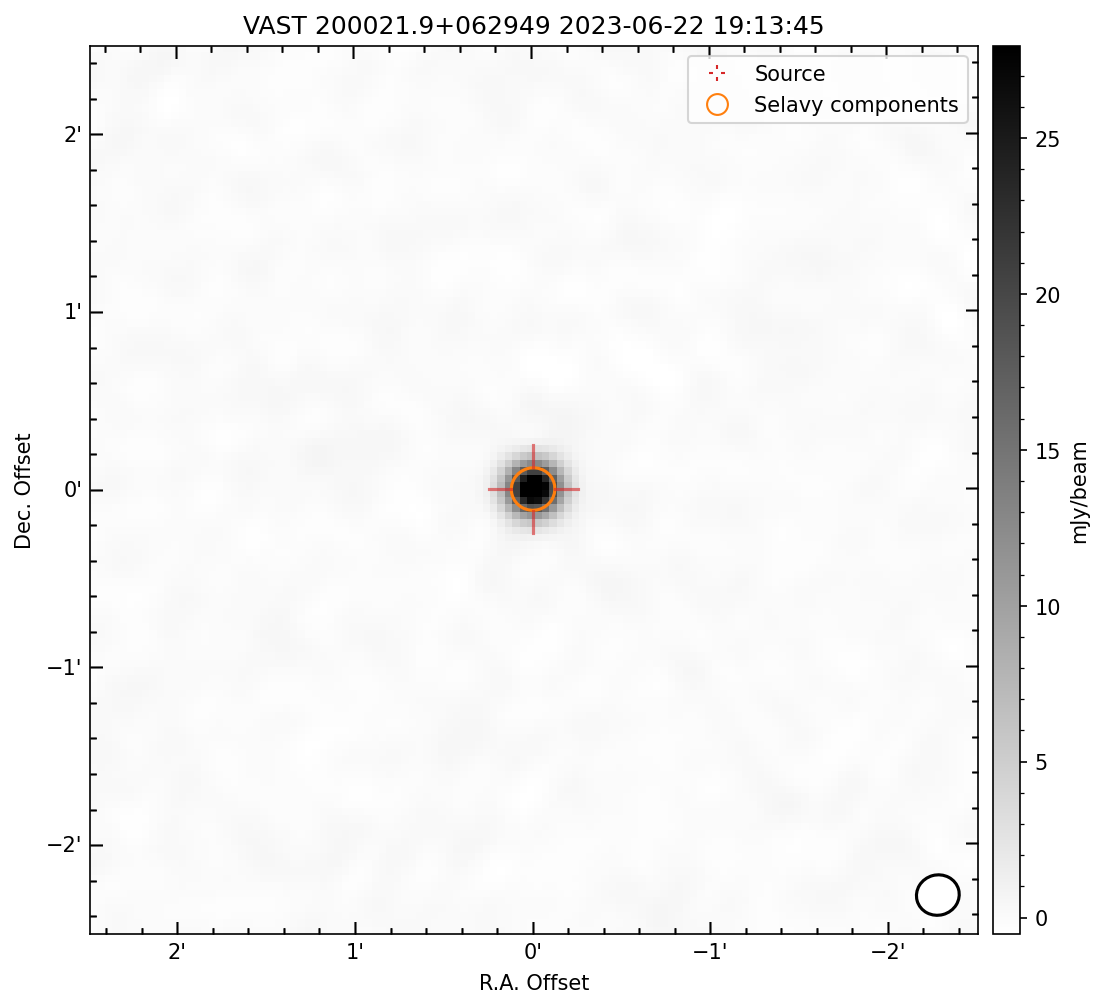 VAST 200021.9+062949 2023-06-22 19:13:45
Source
Selavy components
2'
1'
0'
−1'
−2'
Dec. Offset
2'
1'
0'
−1'
−2'
R.A. Offset
25
20
15
10
5
0
mJy/beam